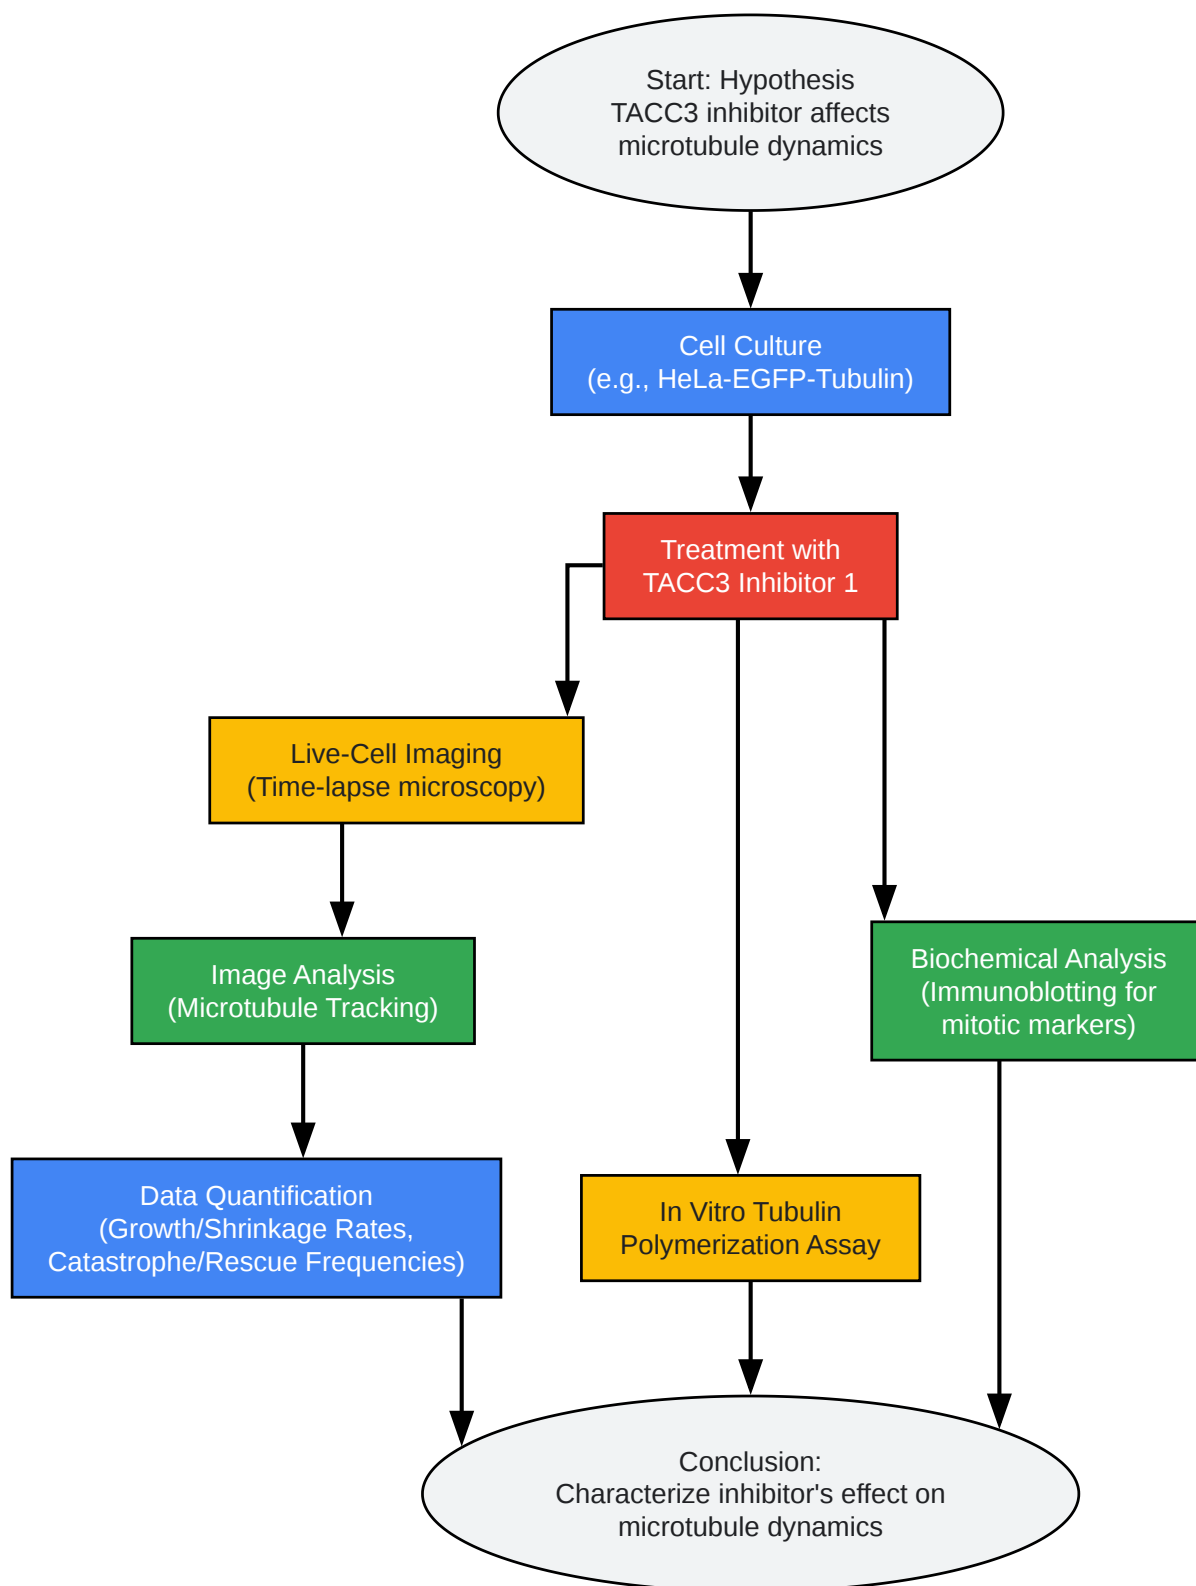 Start: Hypothesis
TACC3 inhibitor affects
microtubule dynamics
Cell Culture
(e.g., HeLa-EGFP-Tubulin)
Treatment with
TACC3 Inhibitor 1
Live-Cell Imaging
(Time-lapse microscopy)
Image Analysis
(Microtubule Tracking)
Biochemical Analysis
(Immunoblotting for
mitotic markers)
Data Quantification
(Growth/Shrinkage Rates,
Catastrophe/Rescue Frequencies)
In Vitro Tubulin
Polymerization Assay
Conclusion:
Characterize inhibitor's effect on
microtubule dynamics